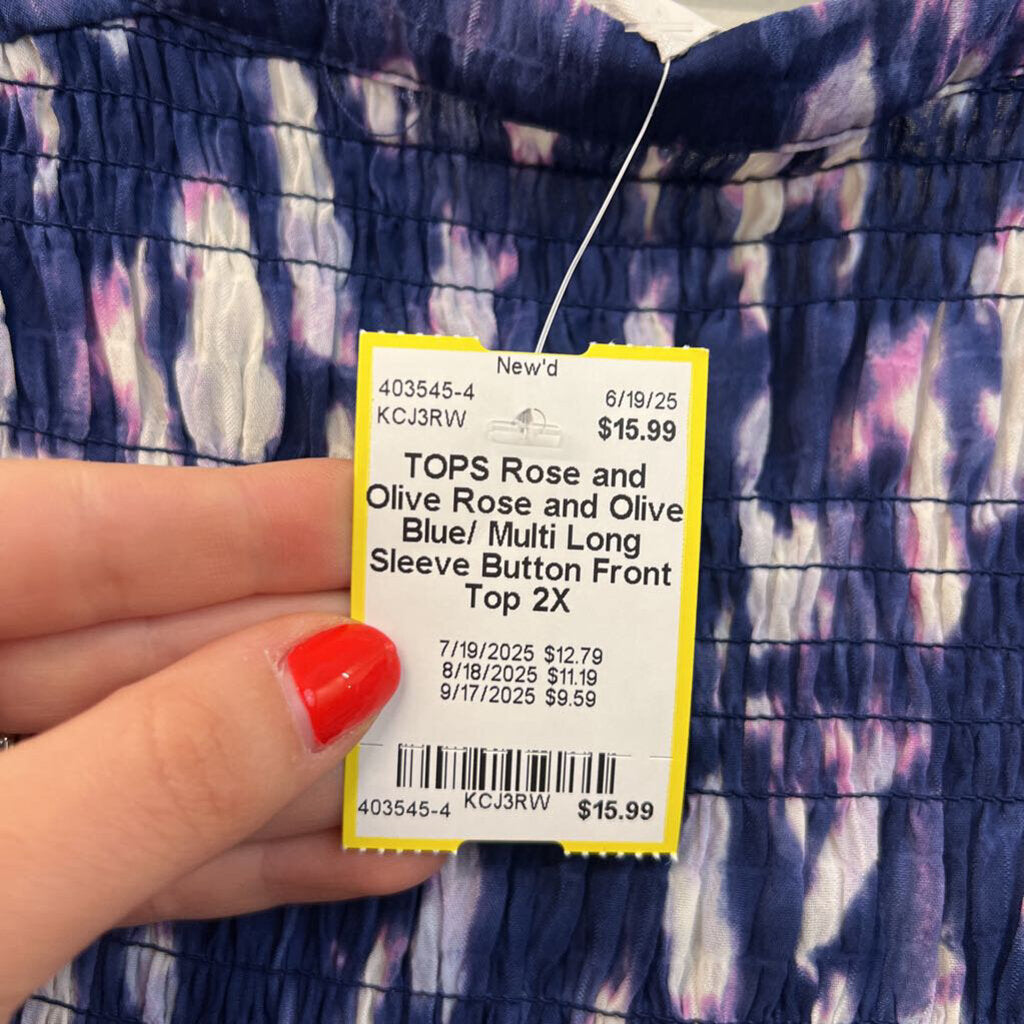 New'd
403545-4 6/19/25
KCJ3RW $15.99
TOPS Rose and
Olive Rose and Olive
Blue/ Multi Long
Sleeve Button Front
Top 2X
7/19/2025 $12.79
8/18/2025 $11.19
9/17/2025 $9.59
403545-4 KCJ3RW $15.99